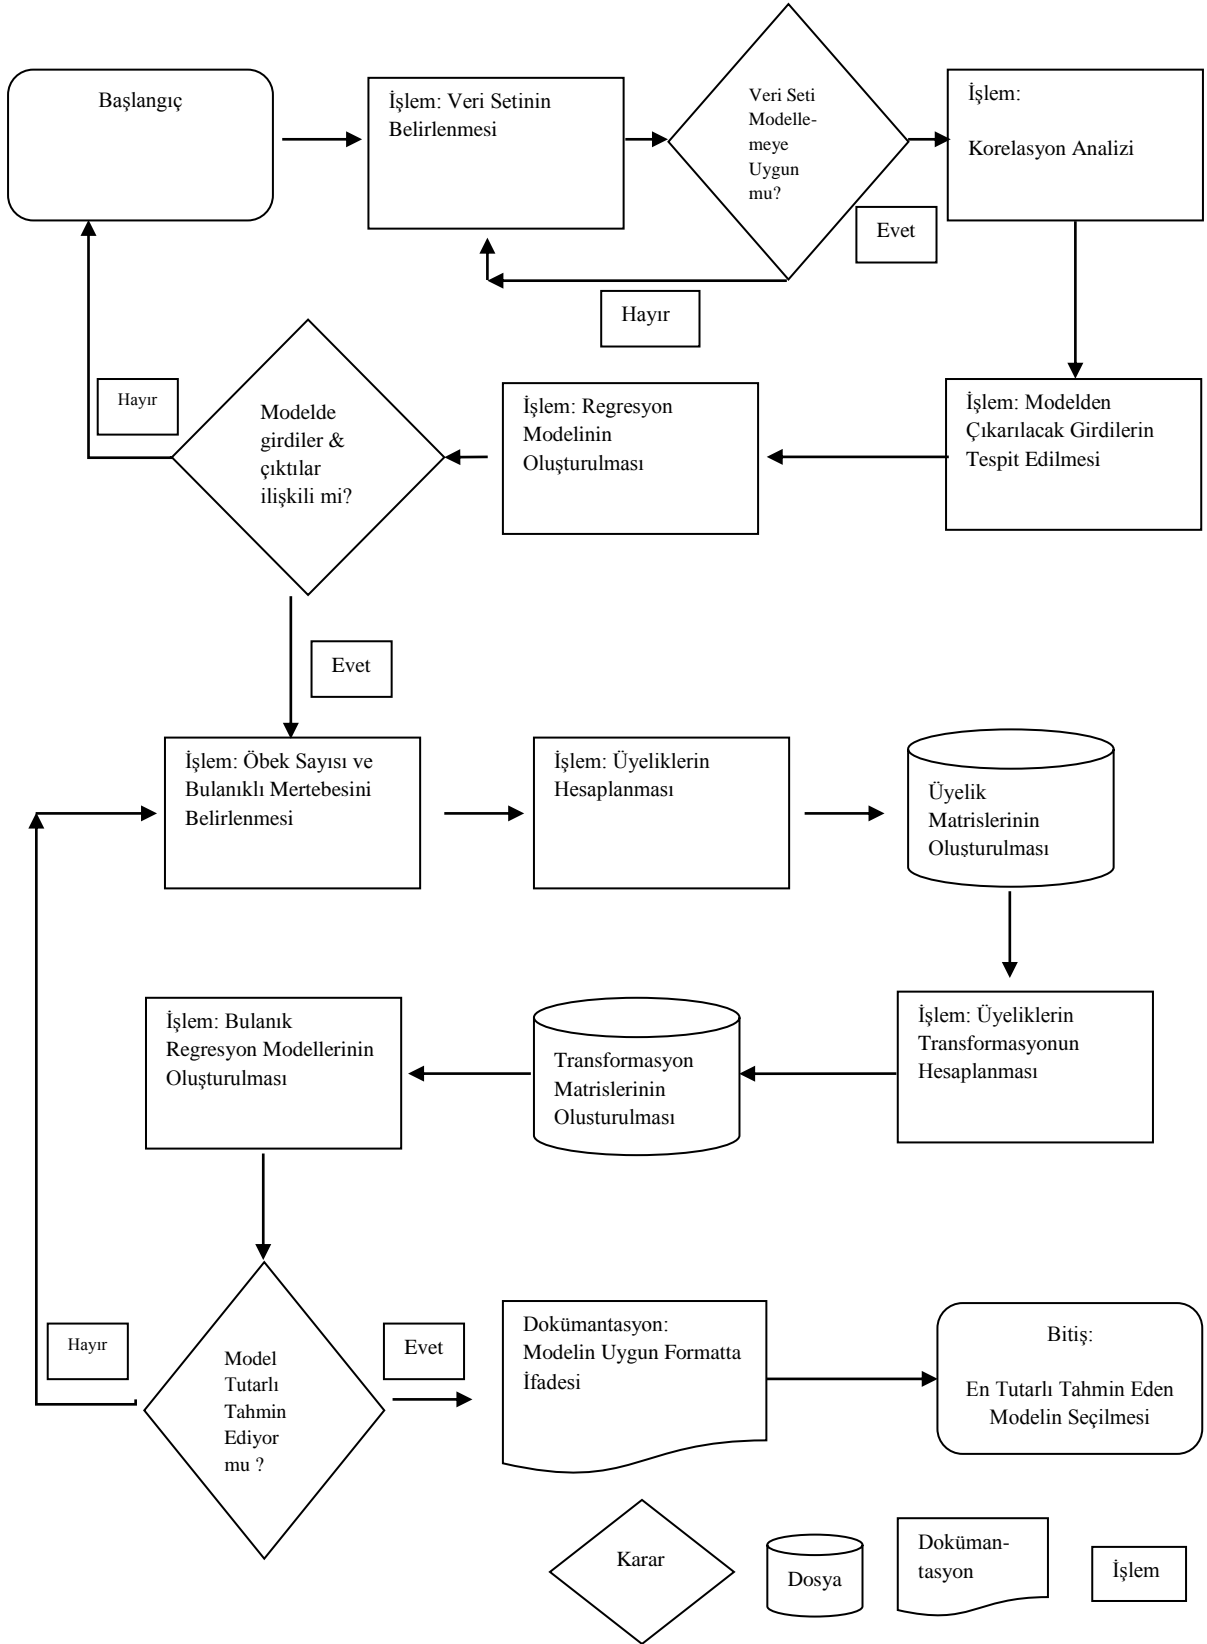 Başlangıç
İşlem: Veri Setinin
Belirlenmesi
Veri Seti
Modelle-
meye
Uygun
mu?
İşlem:
Korelasyon Analizi
Evet
Hayır
Hayır
Modelde
girdiler &
çıktılar
ilişkili mi?
İşlem: Regresyon
Modelinin
Oluşturulması
İşlem: Modelden
Çıkarılacak Girdilerin
Tespit Edilmesi
Evet
İşlem: Öbek Sayısı ve
Bulanıklı Mertebesini
Belirlenmesi
İşlem: Üyeliklerin
Hesaplanması
Üyelik
Matrislerinin
Oluşturulması
İşlem: Bulanık
Regresyon Modellerinin
Oluşturulması
Transformasyon
Matrislerinin
Olusturulması
İşlem: Üyeliklerin
Transformasyonun
Hesaplanması
Hayır
Model
Tutarlı
Tahmin
Ediyor
mu ?
Evet
Dokümantasyon:
Modelin Uygun Formatta
İfadesi
Bitiş:
En Tutarlı Tahmin Eden
Modelin Seçilmesi
Karar
Dosya
Doküman-
tasyon
İşlem